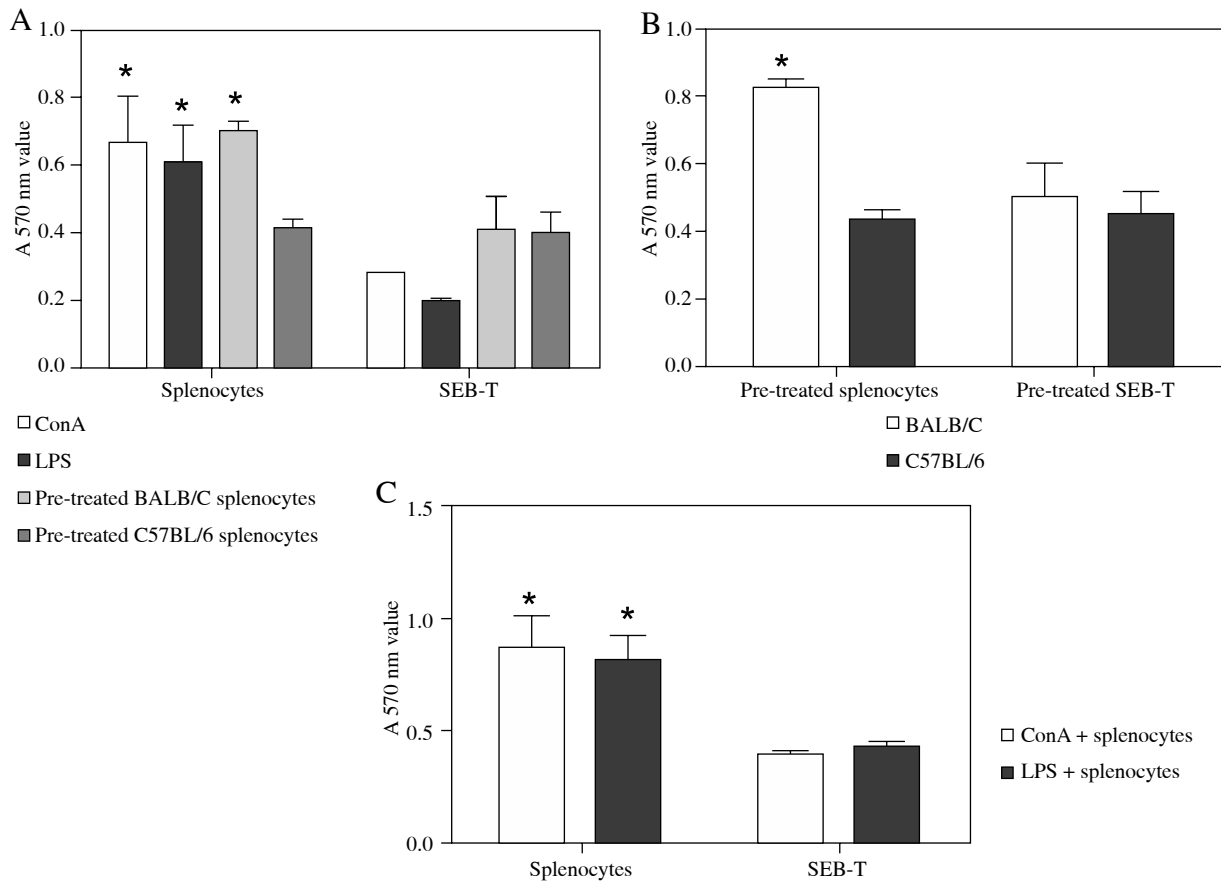 A
A 570 nm value
1.0
0.8
0.6
0.4
0.2
0.0
*
*
*
Splenocytes
SEB-T
ConA
LPS
Pre-treated BALB/C splenocytes
Pre-treated C57BL/6 splenocytes
B
A 570 nm value
1.0
0.8
0.6
0.4
0.2
0.0
*
Pre-treated splenocytes
Pre-treated SEB-T
BALB/C
C57BL/6
C
A 570 nm value
1.5
1.0
0.5
0.0
*
*
Splenocytes
SEB-T
ConA + splenocytes
LPS + splenocytes